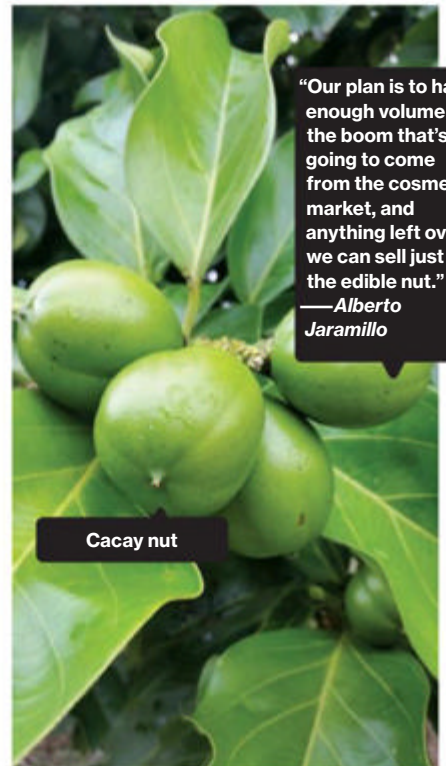 “Our plan is to
enough volume
the boom that’s
going to come
from the
market, and
anything left
we can sell just
the edible nut.”
—Alberto
Jaramillo
Cacay nut